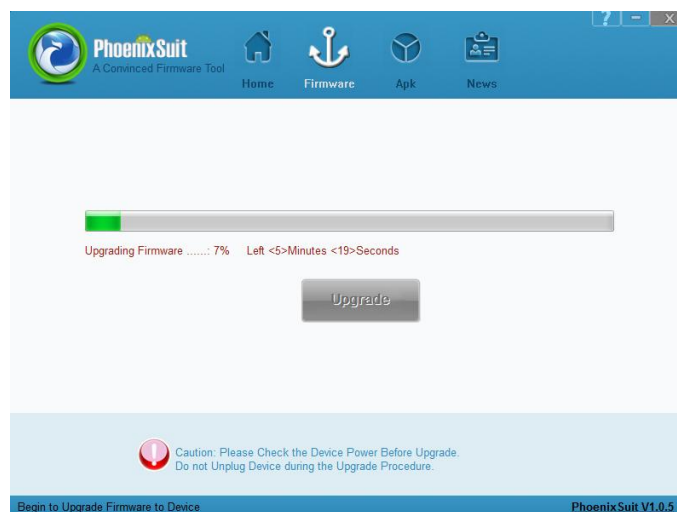 ? - X
PhoenixSuit
A Convinced Firmware Tool
Home Firmware Apk News
Upgrading Firmware ......: 7% Left <5>Minutes <19>Seconds
Upgrade
Caution: Please Check the Device Power Before Upgrade.
Do not Unplug Device during the Upgrade Procedure.
Begin to Upgrade Firmware to Device PhoenixSuit V1.0.5